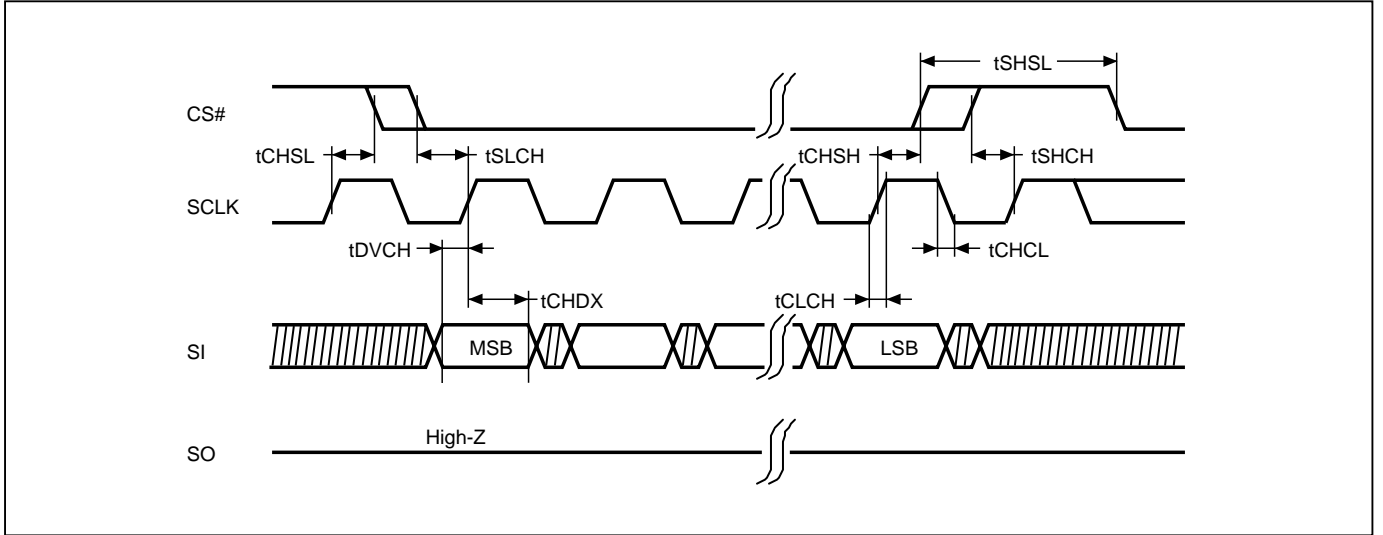 tSHSL
CS#
tCHSL
tSLCH
tCHSH
tSHCH
SCLK
tDVCH
tCHCL
tCHDX
tCLCH
SI
MSB
LSB
High-Z
SO